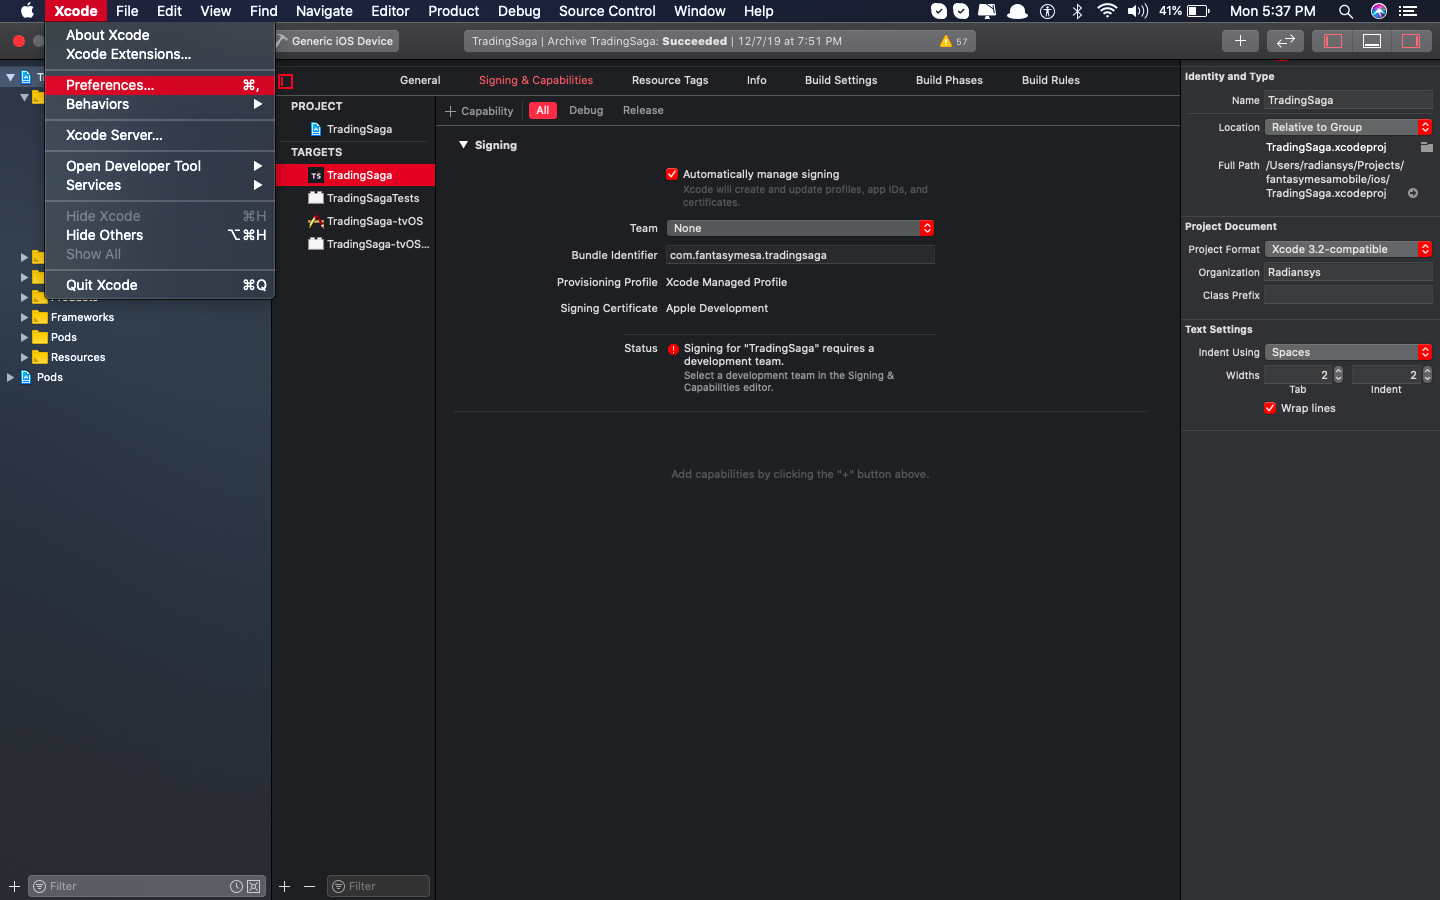 Xcode File Edit View Find Navigate Editor Product Debug Source Control Window Help 41% Mon 5:37 PM
About Xcode
Xcode Extensions...
Preferences... ⌘,
Behaviors
Xcode Server...
Open Developer Tool
Services
Hide Xcode ⌘H
Hide Others ⌥⌘H
Show All
Quit Xcode ⌘Q
Generic iOS Device
TradingSaga | Archive TradingSaga: Succeeded | 12/7/19 at 7:51 PM 57
Frameworks
Pods
Resources
Pods
Filter
General Signing & Capabilities Resource Tags Info Build Settings Build Phases Build Rules
PROJECT
TradingSaga
TARGETS
TS TradingSaga
TradingSagaTests
TradingSaga-tvOS
TradingSaga-tvOS...
Filter
+ Capability All Debug Release
Signing
Automatically manage signing
Xcode will create and update profiles, app IDs, and
certificates.
Team None
Bundle Identifier com.fantasymesa.tradingsaga
Provisioning Profile Xcode Managed Profile
Signing Certificate Apple Development
Status Signing for "TradingSaga" requires a
development team.
Select a development team in the Signing &
Capabilities editor.
Add capabilities by clicking the "+" button above.
Identity and Type
Name TradingSaga
Location Relative to Group
TradingSaga.xcodeproj
Full Path /Users/radiansys/Projects/
fantasymesamobile/ios/
TradingSaga.xcodeproj
Project Document
Project Format Xcode 3.2-compatible
Organization Radiansys
Class Prefix
Text Settings
Indent Using Spaces
Widths 2 2
Tab Indent
Wrap lines